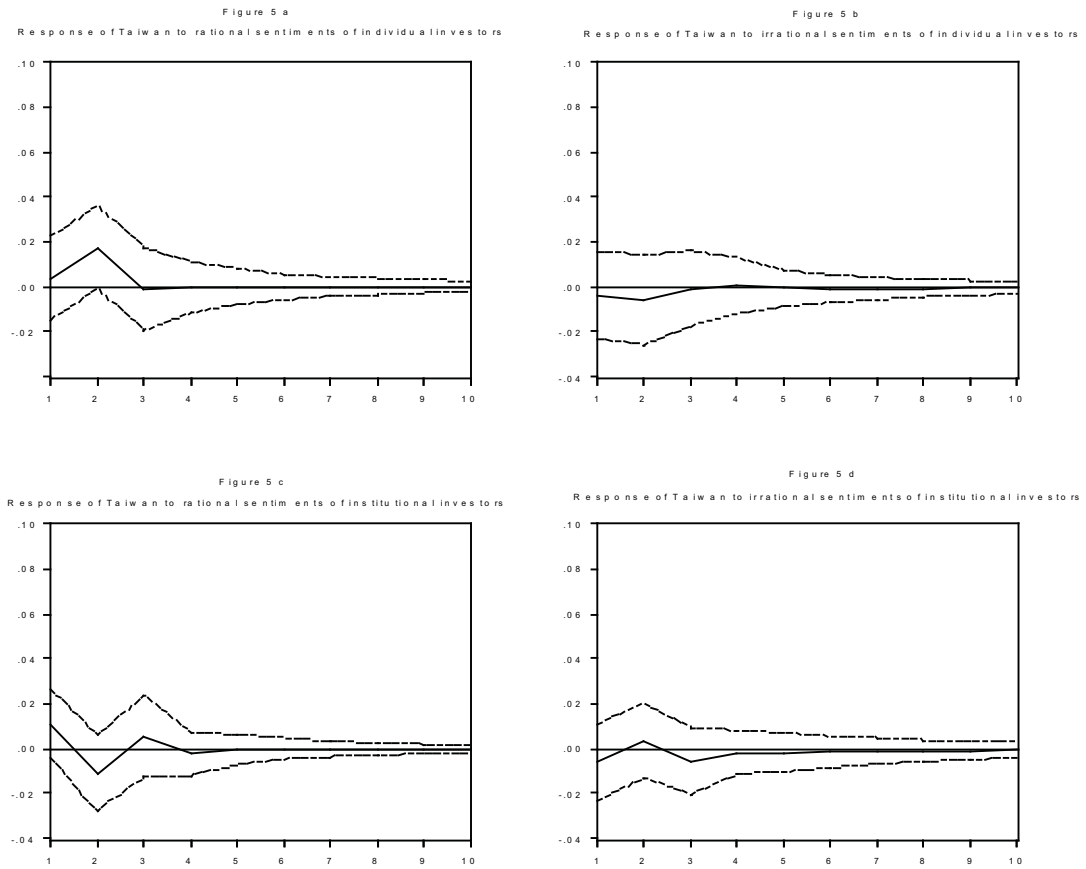 Figure 5 a
Response of Taiwan to rational sentiments of individual investors
.10
.08
.06
.04
.02
.00
-.02
1 2 3 4 5 6 7 8 9 10
Figure 5 b
Response of Taiwan to irrational sentiments of individual investors
.10
.08
.06
.04
.02
.00
-.02
-.04
1 2 3 4 5 6 7 8 9 10
Figure 5 c
Response of Taiwan to rational sentiments of institutional investors
.10
.08
.06
.04
.02
.00
-.02
-.04
1 2 3 4 5 6 7 8 9 10
Figure 5 d
Response of Taiwan to irrational sentiments of institutional investors
.10
.08
.06
.04
.02
.00
-.02
-.04
1 2 3 4 5 6 7 8 9 10